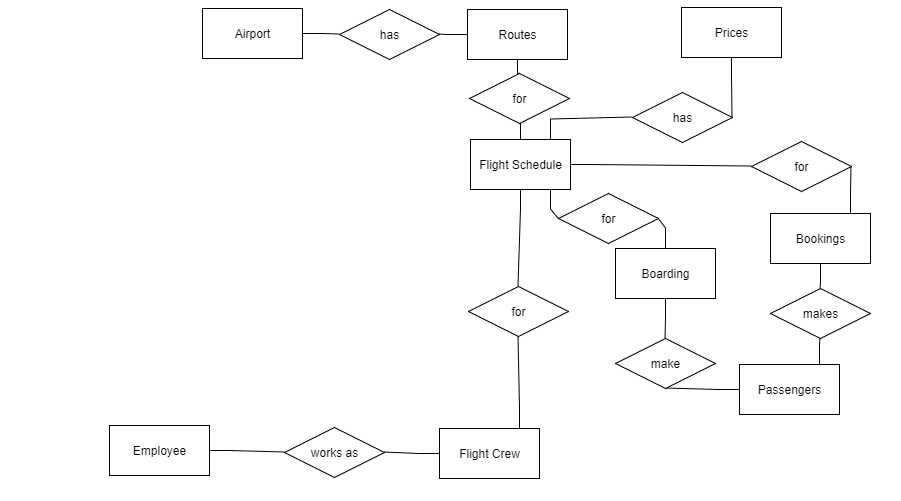 Airport
has
Routes
Prices
for
has
Flight Schedule
for
for
Bookings
Boarding
for
makes
make
Passengers
Employee
works as
Flight Crew